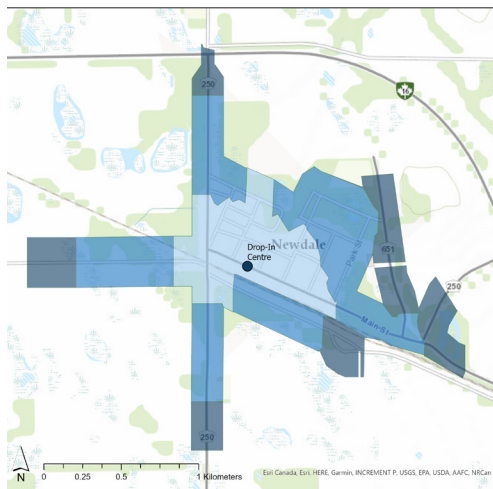 16
250
Drop-In
Centre
Newdale
Park St
651
250
Main St
250
N
0 0.25 0.5 1 Kilometers
Esri Canada, Esri, HERE, Garmin, INCREMENT P, USGS, EPA, USDA, AAFC, NRCan